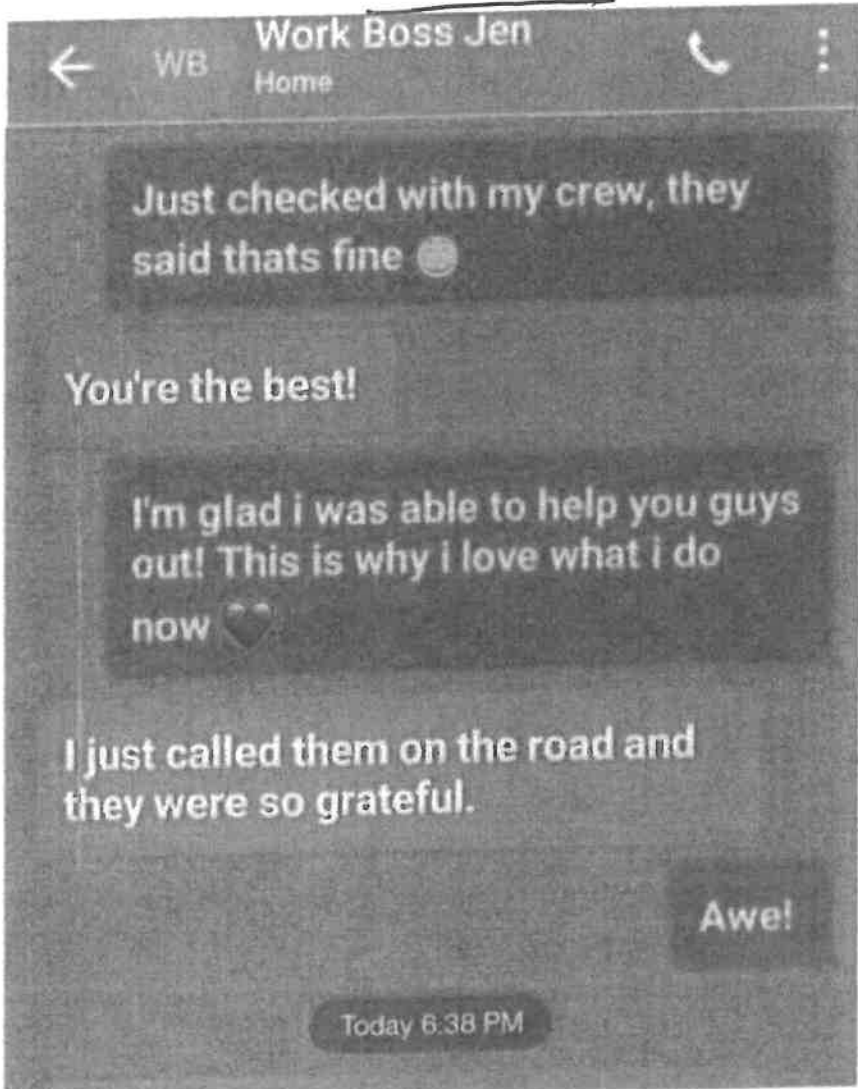 Work Boss Jen
WB
Home
Just checked with my crew, they
said thats fine
You're the best!
I'm glad i was able to help you guys
out! This is why i love what i do
now
I just called them on the road and
they were so grateful.
Awe!
Today 6:38 PM